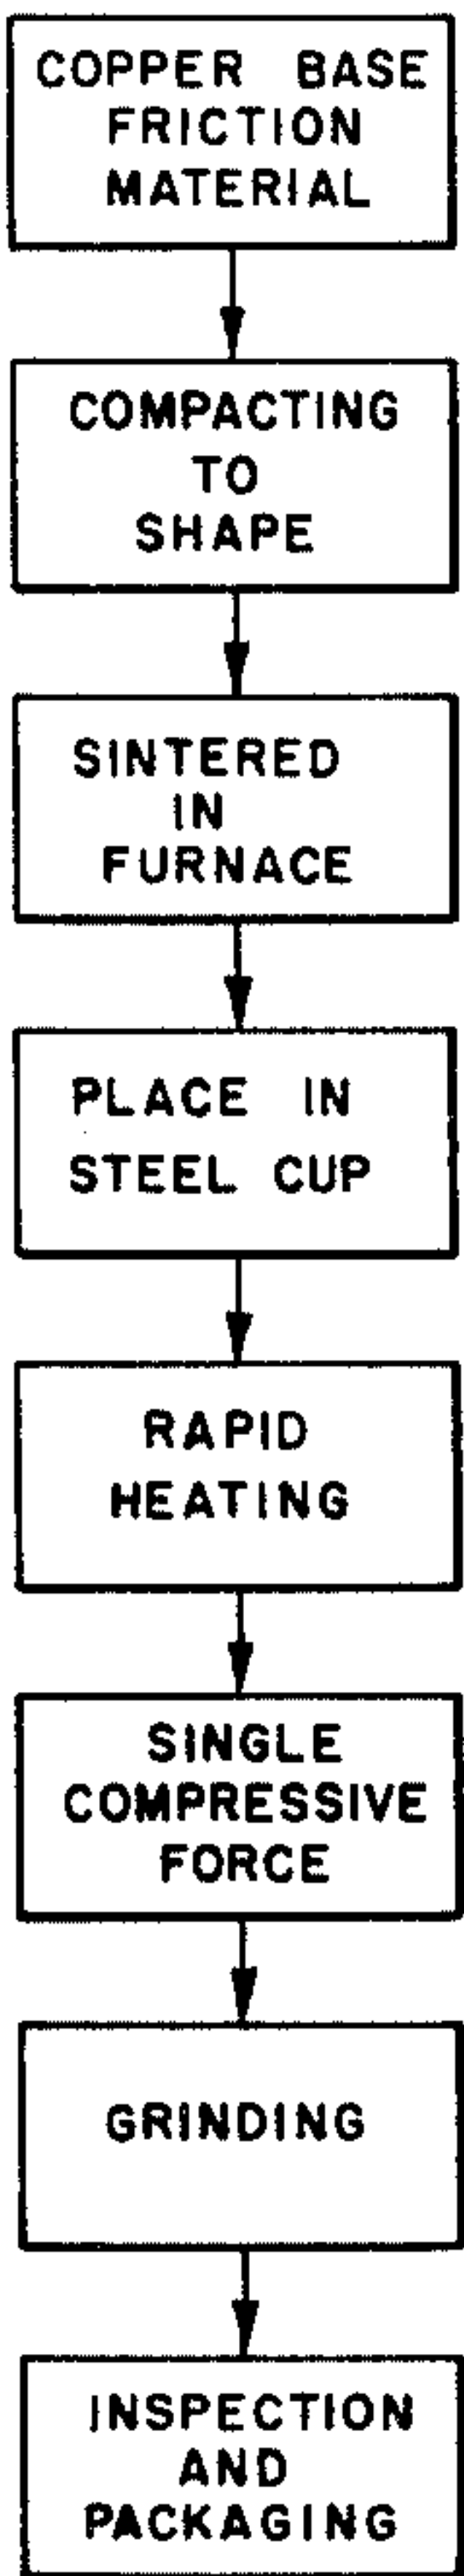 COPPER BASE
FRICTION
MATERIAL
COMPACTING
TO
SHAPE
SINTERED
IN
FURNACE
PLACE IN
STEEL CUP
RAPID
HEATING
SINGLE
COMPRESSIVE
FORCE
GRINDING
INSPECTION
AND
PACKAGING